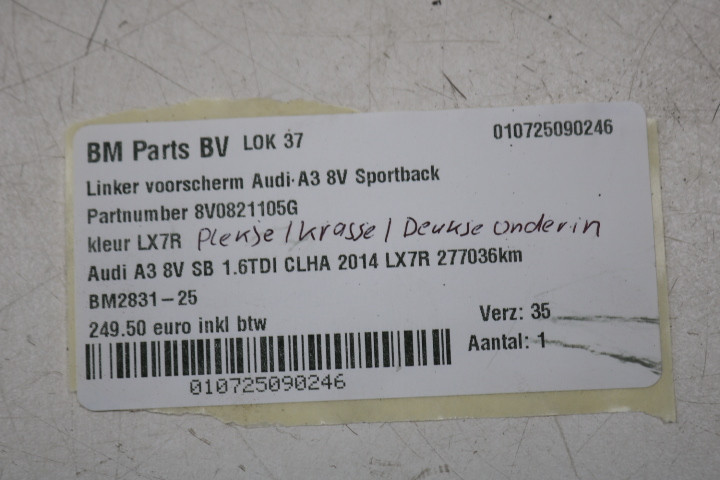 BM Parts BV LOK 37
010725090246
Linker voorscherm Audi A3 8V Sportback
Partnumber 8V0821105G
kleur LX7R Plekje / krasse / Deukje onderin
Audi A3 8V SB 1.6TDI CLHA 2014 LX7R 277036km
BM2831-25
249.50 euro inkl btw
Verz: 35
Aantal: 1
010725090246